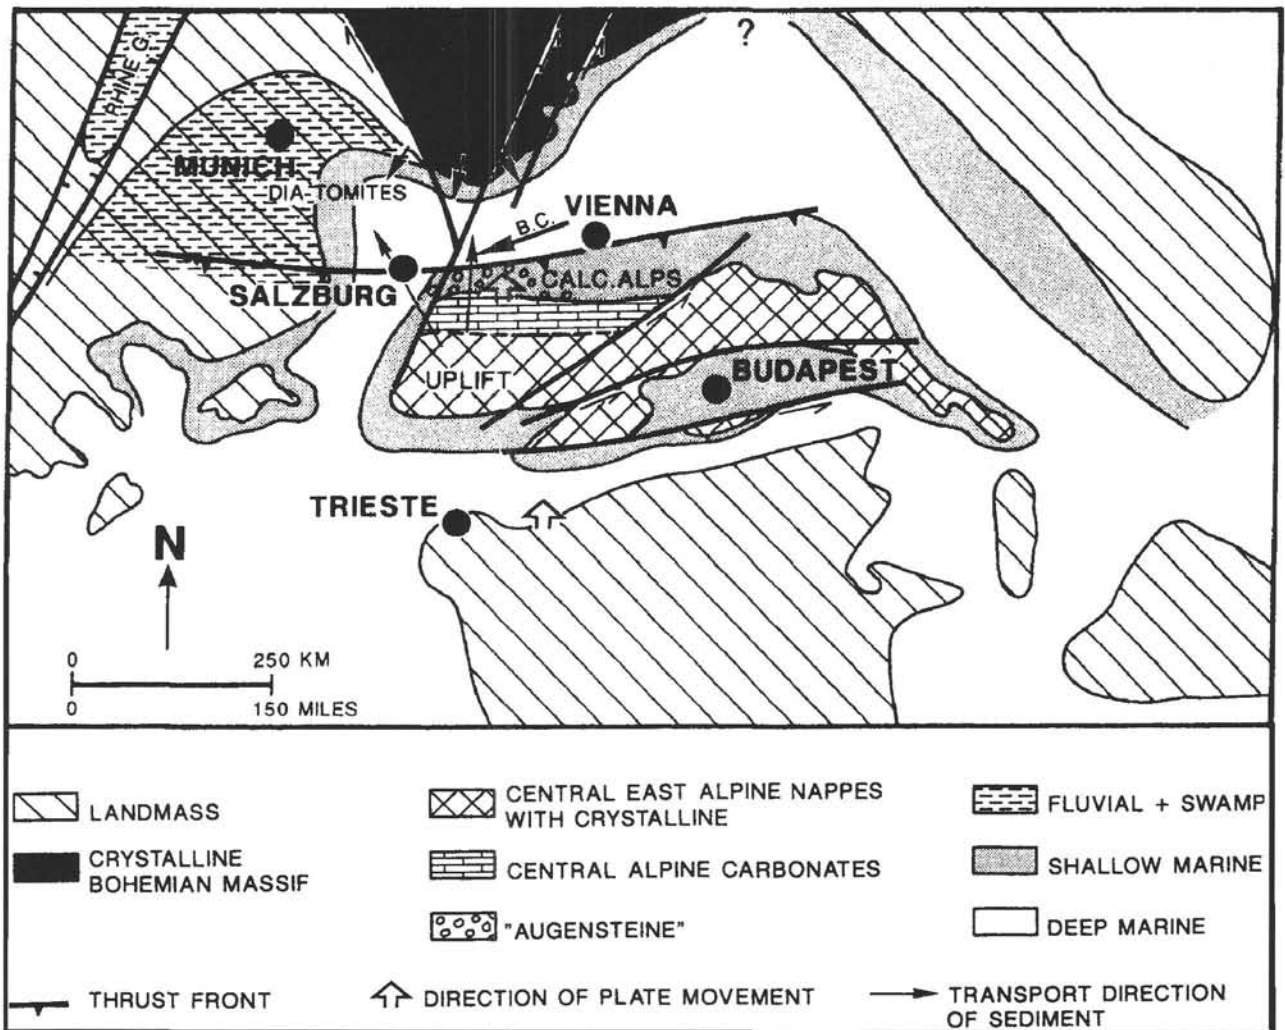 RHINE G.
?
MUNICH
DIA-TOMITES
VIENNA
B.C.
SALZBURG
CALC. ALPS
UPLIFT
BUDAPEST
TRIESTE
N
0 250 KM
0 150 MILES
LANDMASS
CRYSTALLINE
BOHEMIAN MASSIF
CENTRAL EAST ALPINE NAPPES
WITH CRYSTALLINE
CENTRAL ALPINE CARBONATES
"AUGENSTEINE"
FLUVIAL + SWAMP
SHALLOW MARINE
DEEP MARINE
THRUST FRONT
DIRECTION OF PLATE MOVEMENT
TRANSPORT DIRECTION
OF SEDIMENT